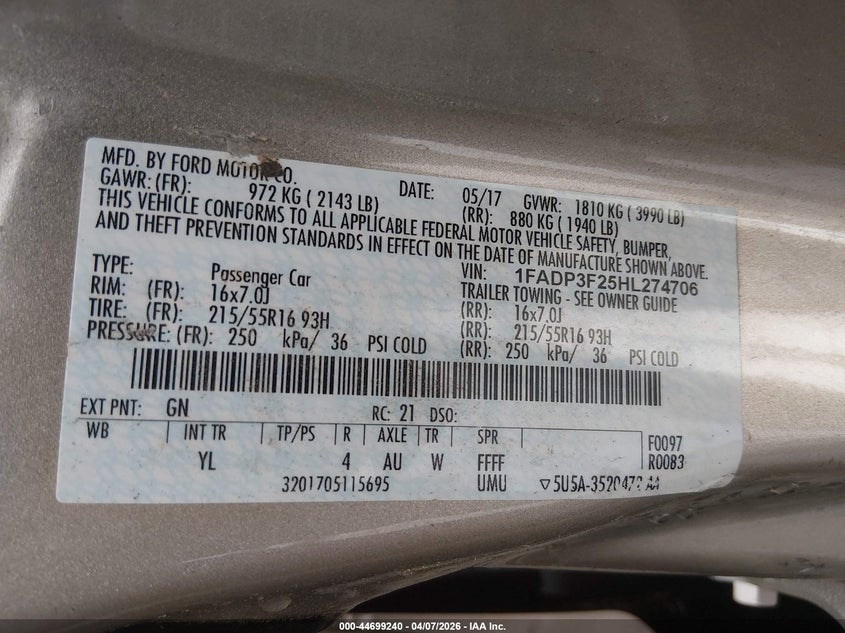 MFD. BY FORD MOTOR CO.
DATE: 05/17 GVWR: 1810 KG ( 3990 LB)
GAWR: (FR): 972 KG ( 2143 LB) (RR): 880 KG ( 1940 LB)
THIS VEHICLE CONFORMS TO ALL APPLICABLE FEDERAL MOTOR VEHICLE SAFETY, BUMPER,
AND THEFT PREVENTION STANDARDS IN EFFECT ON THE DATE OF MANUFACTURE SHOWN ABOVE.
VIN: 1FADP3F25HL274706
TYPE: Passenger Car TRAILER TOWING - SEE OWNER GUIDE
RIM: (FR): 16x7.0J (RR): 16x7.0J
TIRE: (FR): 215/55R16 93H (RR): 215/55R16 93H
PRESSURE: (FR): 250 kPa/ 36 PSI COLD (RR): 250 kPa/ 36 PSI COLD
EXT PNT: GN RC: 21 DSO:
WB INT TR TP/PS R AXLE TR SPR F0097
YL 4 AU W FFFF R0083
3201705115695 UMU ▽5U5A-3520472 AA
000-44699240 - 04/07/2026 - IAA Inc.